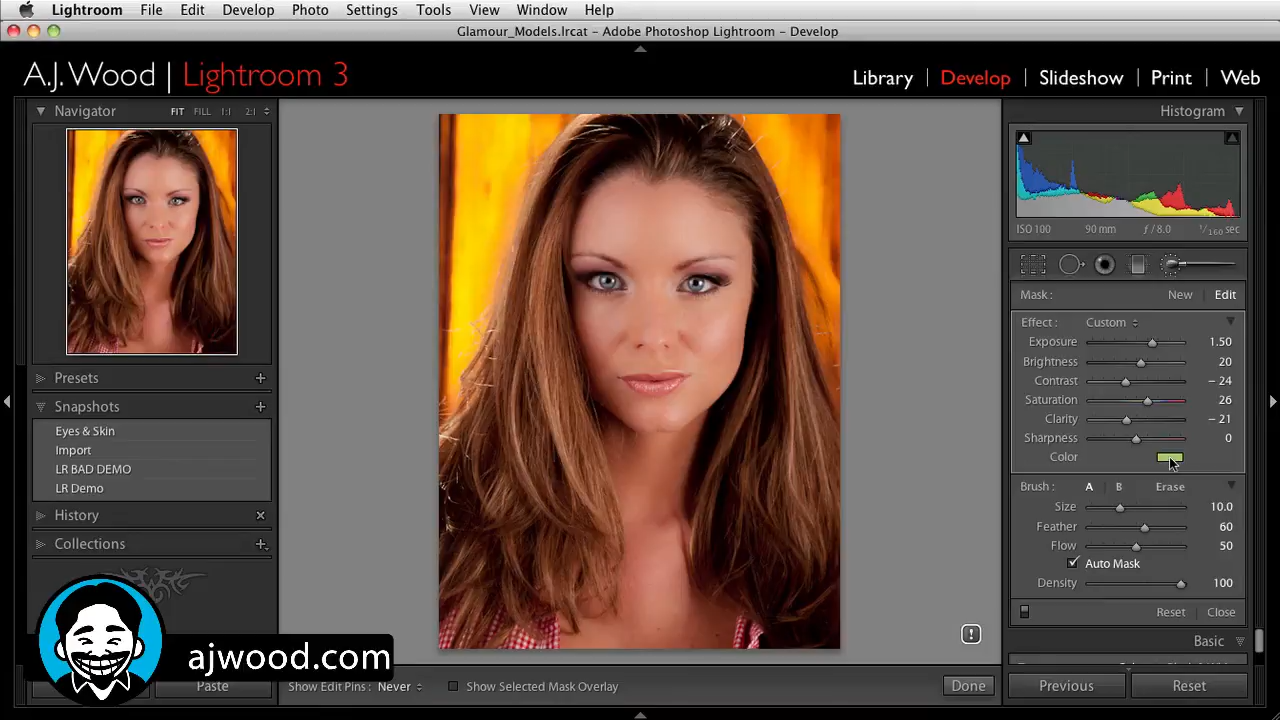 Lightroom File Edit Develop Photo Settings Tools View Window Help
Glamour_Models.lrcat - Adobe Photoshop Lightroom - Develop
A.J.Wood | Lightroom 3
Library | Develop | Slideshow | Print | Web
Navigator FIT FILL 1:1 2:1
Presets +
Snapshots +
Eyes & Skin
Import
LR BAD DEMO
LR Demo
History ×
Collections +
ajwood.com
Paste
Show Edit Pins: Never Show Selected Mask Overlay Done
Histogram
ISO 100 90 mm ƒ / 8.0 1/160 sec
Mask: New Edit
Effect: Custom
Exposure 1.50
Brightness 20
Contrast – 24
Saturation 26
Clarity – 21
Sharpness 0
Color
Brush: A B Erase
Size 10.0
Feather 60
Flow 50
Auto Mask
Density 100
Reset Close
Basic
Previous Reset